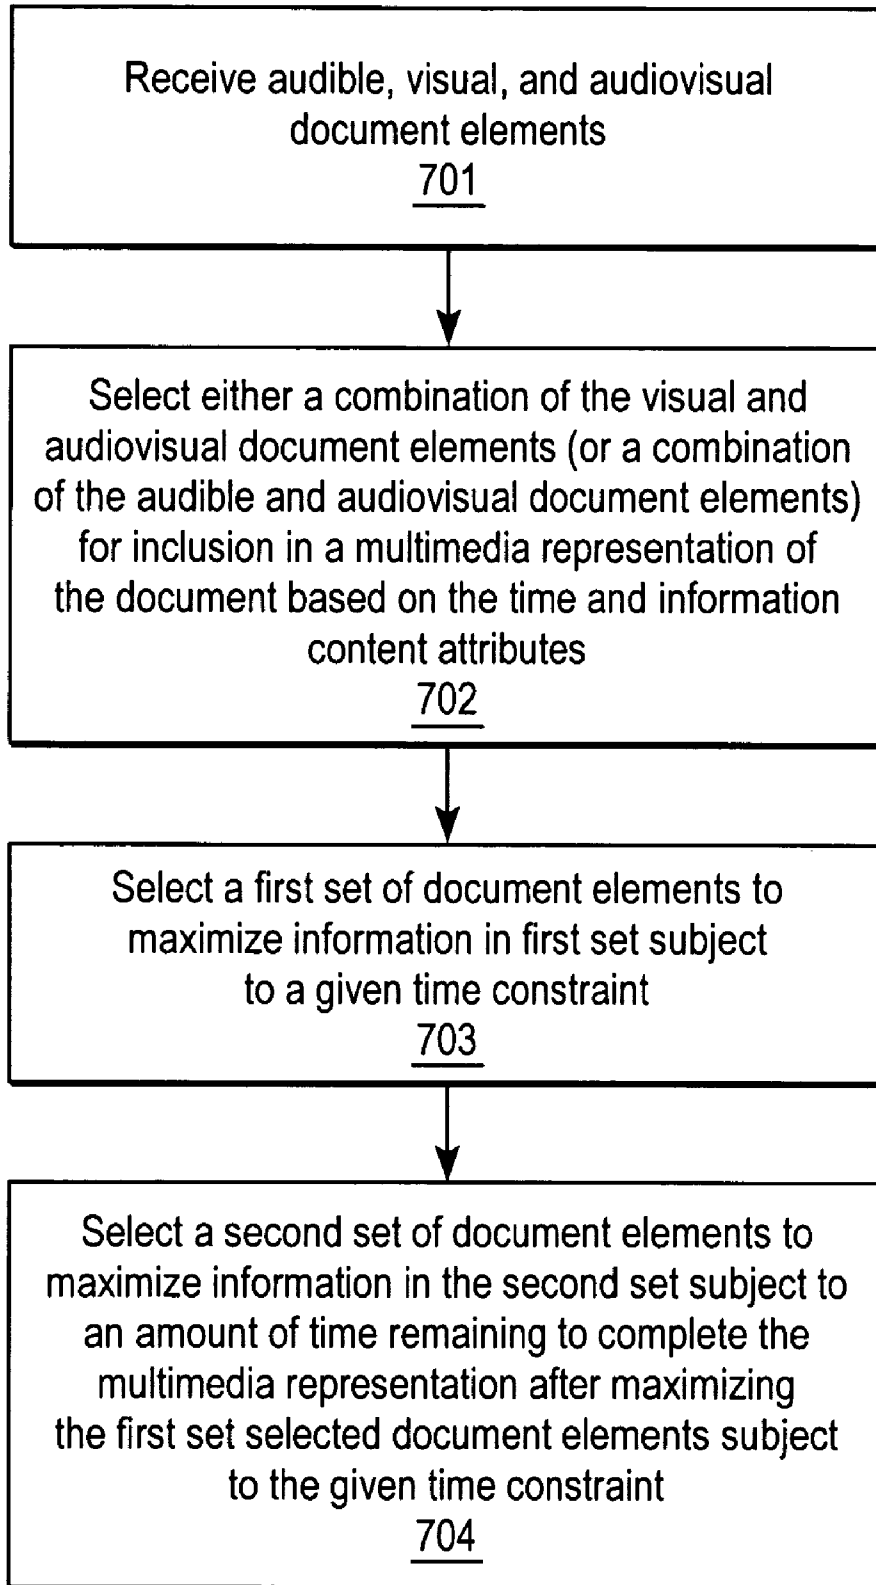 Receive audible, visual, and audiovisual
document elements
701
Select either a combination of the visual and
audiovisual document elements (or a combination
of the audible and audiovisual document elements)
for inclusion in a multimedia representation of
the document based on the time and information
content attributes
702
Select a first set of document elements to
maximize information in first set subject
to a given time constraint
703
Select a second set of document elements to
maximize information in the second set subject to
an amount of time remaining to complete the
multimedia representation after maximizing
the first set selected document elements subject
to the given time constraint
704